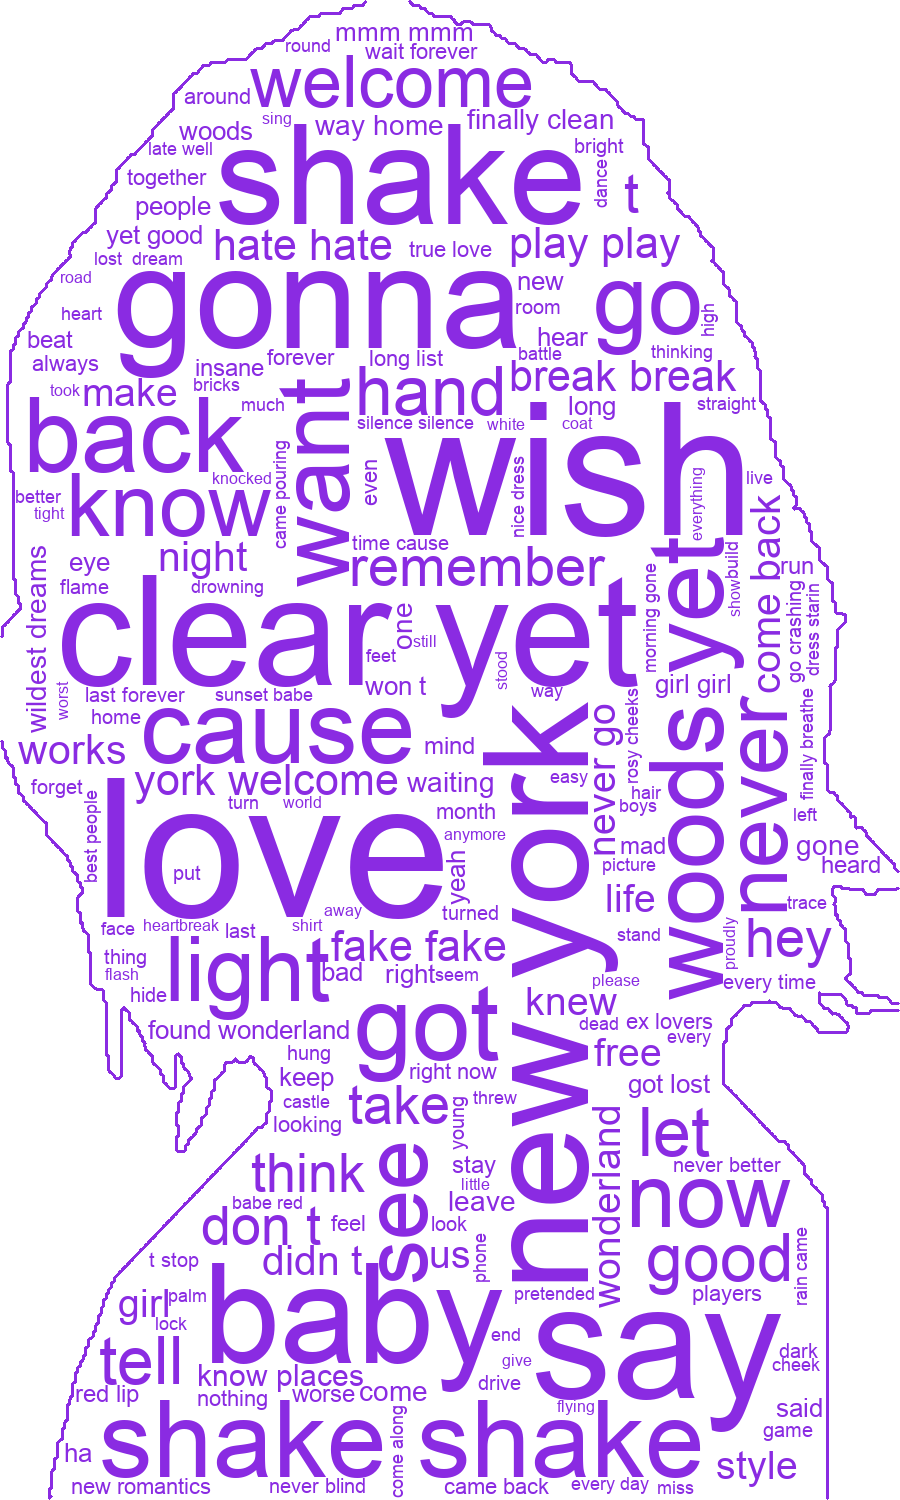 mmm mmm
round
wait forever
welcome
around
sing
way home
finally clean
woods
late well
shake
bright
dance
t
together
people
yet good
hate hate
true love
play play
lost
dream
road
gonna
new
room
go
high
heart
beat
hear
always
insane
forever
long list
battle
thinking
took
make
bricks
want
hand
break break
much
long
straight
back
silence silence
white
coat
wish
knocked
came pouring
even
nice dress
everything
live
better
tight
know
come back
eye
night
time cause
remember
yet
show
build
run
flame
drowning
morning gone
go crashing
dress starin
wildest dreams
clear
one
still
yet
feet
stood
worst
last forever
sunset babe
won t
way
girl girl
home
cause
mind
new york
never go
rosy cheeks
woods
never
finally breathe
works
york welcome
waiting
easy
forget
best people
turn
world
month
hair
boys
left
love
anymore
put
yeah
mad
picture
gone
heard
face
heartbreak
last
shirt
away
turned
life
trace
thing
flash
light
fake fake
stand
proudly
hey
hide
bad
right
seem
please
every time
found wonderland
got
knew
dead
ex lovers
every
hung
free
keep
right now
got lost
castle
take
young
threw
looking
wonderland
let
think
see
stay
never better
little
babe red
leave
now
don t
feel
look
t stop
didn t
us
phone
good
rain came
girl
palm
baby
pretended
players
lock
say
end
tell
give
dark
cheek
know places
drive
red lip
nothing
worse
come
flying
said
shake
come along
shake
game
ha
style
new romantics
never blind
came back
every day
miss